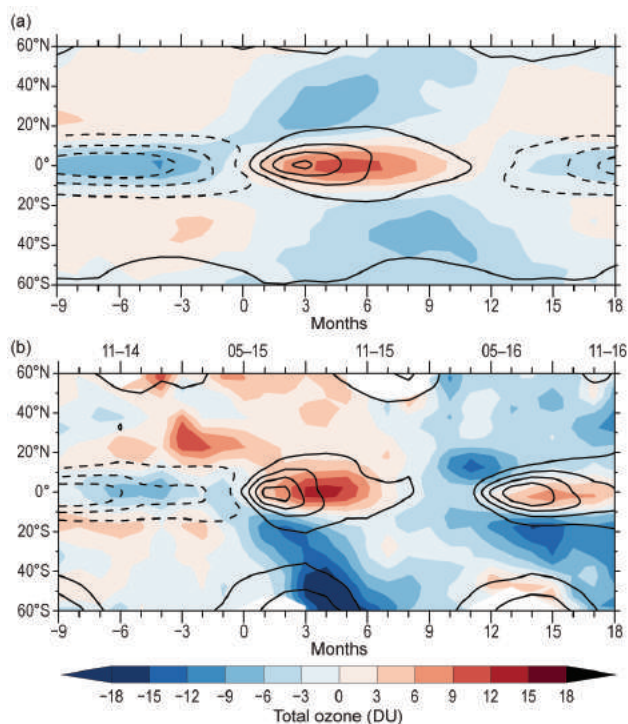 (a)
60°N
40°N
20°N
0°
20°S
40°S
60°S
−9 −6 −3 0 3 6 9 12 15 18
Months
(b)
11–14 05–15 11–15 05–16 11–16
60°N
40°N
20°N
0°
20°S
40°S
60°S
−9 −6 −3 0 3 6 9 12 15 18
Months
−18 −15 −12 −9 −6 −3 0 3 6 9 12 15 18
Total ozone (DU)